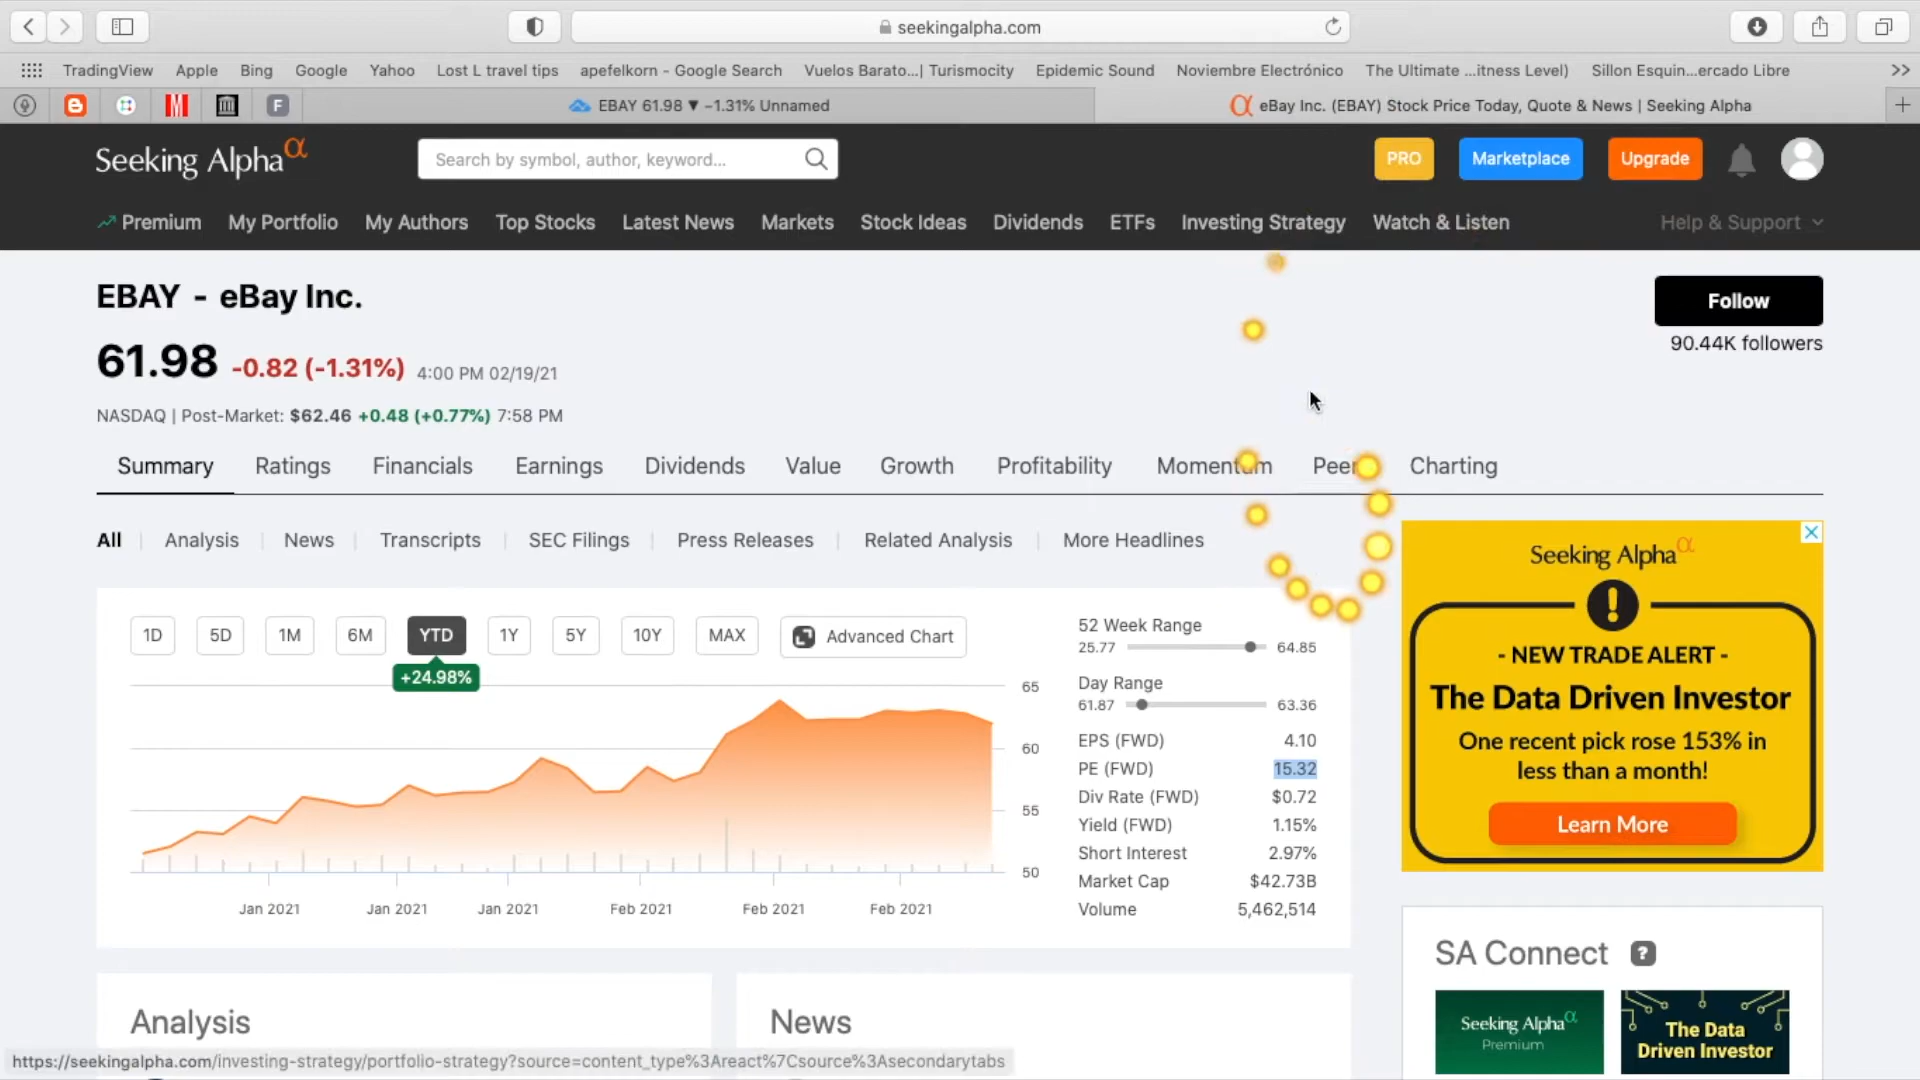 seekingalpha.com
TradingView Apple Bing Google Yahoo Lost L travel tips apefelkorn - Google Search Vuelos Barato...| Turismocity Epidemic Sound Noviembre Electrónico The Ultimate ...itness Level) Sillon Esquin...ercado Libre >>
F EBAY 61.98 ▼ −1.31% Unnamed α eBay Inc. (EBAY) Stock Price Today, Quote & News | Seeking Alpha
Seeking Alpha α Search by symbol, author, keyword... PRO Marketplace Upgrade
Premium My Portfolio My Authors Top Stocks Latest News Markets Stock Ideas Dividends ETFs Investing Strategy Watch & Listen Help & Support
EBAY - eBay Inc.
Follow
61.98 -0.82 (-1.31%) 4:00 PM 02/19/21
90.44K followers
NASDAQ | Post-Market: $62.46 +0.48 (+0.77%) 7:58 PM
Summary Ratings Financials Earnings Dividends Value Growth Profitability Momentum Charting
All Analysis News Transcripts SEC Filings Press Releases Related Analysis More Headlines
1D 5D 1M 6M YTD 1Y 5Y 10Y MAX Advanced Chart
+24.98%
65
60
55
50
Jan 2021 Jan 2021 Jan 2021 Feb 2021 Feb 2021 Feb 2021
52 Week Range
25.77 64.85
Day Range
61.87 63.36
EPS (FWD) 4.10
PE (FWD) 15.32
Div Rate (FWD) $0.72
Yield (FWD) 1.15%
Short Interest 2.97%
Market Cap $42.73B
Volume 5,462,514
Seeking Alpha α
!
- NEW TRADE ALERT -
The Data Driven Investor
One recent pick rose 153% in
less than a month!
Learn More
SA Connect ?
Seeking Alpha α
Premium
The Data
Driven Investor
Analysis
News
https://seekingalpha.com/investing-strategy/portfolio-strategy?source=content_type%3Areact%7Csource%3Asecondarytabs